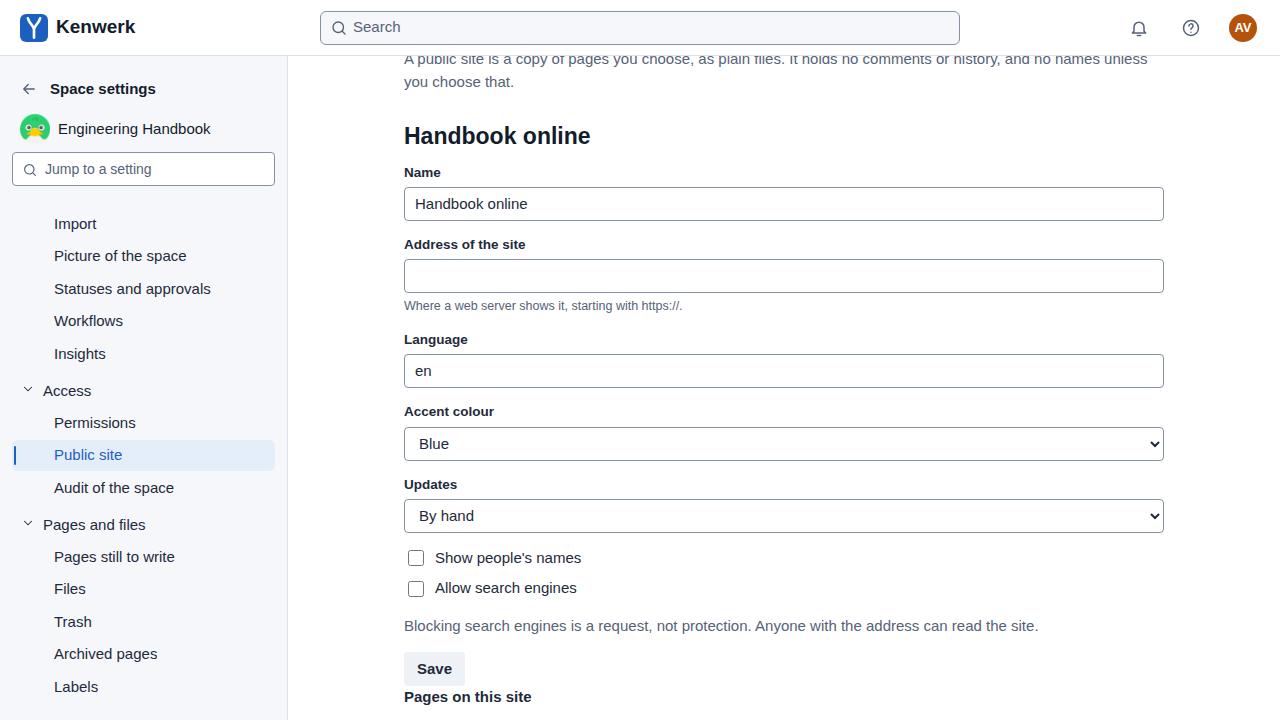 Kenwerk
Search
AV
Space settings
Engineering Handbook
Jump to a setting
Import
Picture of the space
Statuses and approvals
Workflows
Insights
Access
Permissions
Public site
Audit of the space
Pages and files
Pages still to write
Files
Trash
Archived pages
Labels
A public site is a copy of pages you choose, as plain files. It holds no comments or history, and no names unless
you choose that.
Handbook online
Name
Handbook online
Address of the site
Where a web server shows it, starting with https://.
Language
en
Accent colour
Blue
Updates
By hand
Show people's names
Allow search engines
Blocking search engines is a request, not protection. Anyone with the address can read the site.
Save
Pages on this site